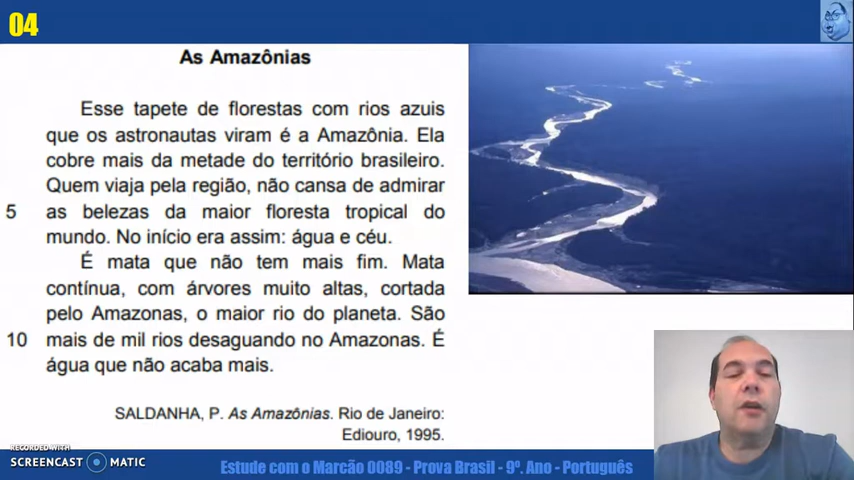 04
As Amazônias
Esse tapete de florestas com rios azuis
que os astronautas viram é a Amazônia. Ela
cobre mais da metade do território brasileiro.
Quem viaja pela região, não cansa de admirar
5 as belezas da maior floresta tropical do
mundo. No início era assim: água e céu.
É mata que não tem mais fim. Mata
contínua, com árvores muito altas, cortada
pelo Amazonas, o maior rio do planeta. São
10 mais de mil rios desaguando no Amazonas. É
água que não acaba mais.
SALDANHA, P. As Amazônias. Rio de Janeiro:
Ediouro, 1995.
RECORDED WITH
SCREENCAST MATIC
Estude com o Marcão 0089 - Prova Brasil - 9º. Ano - Português